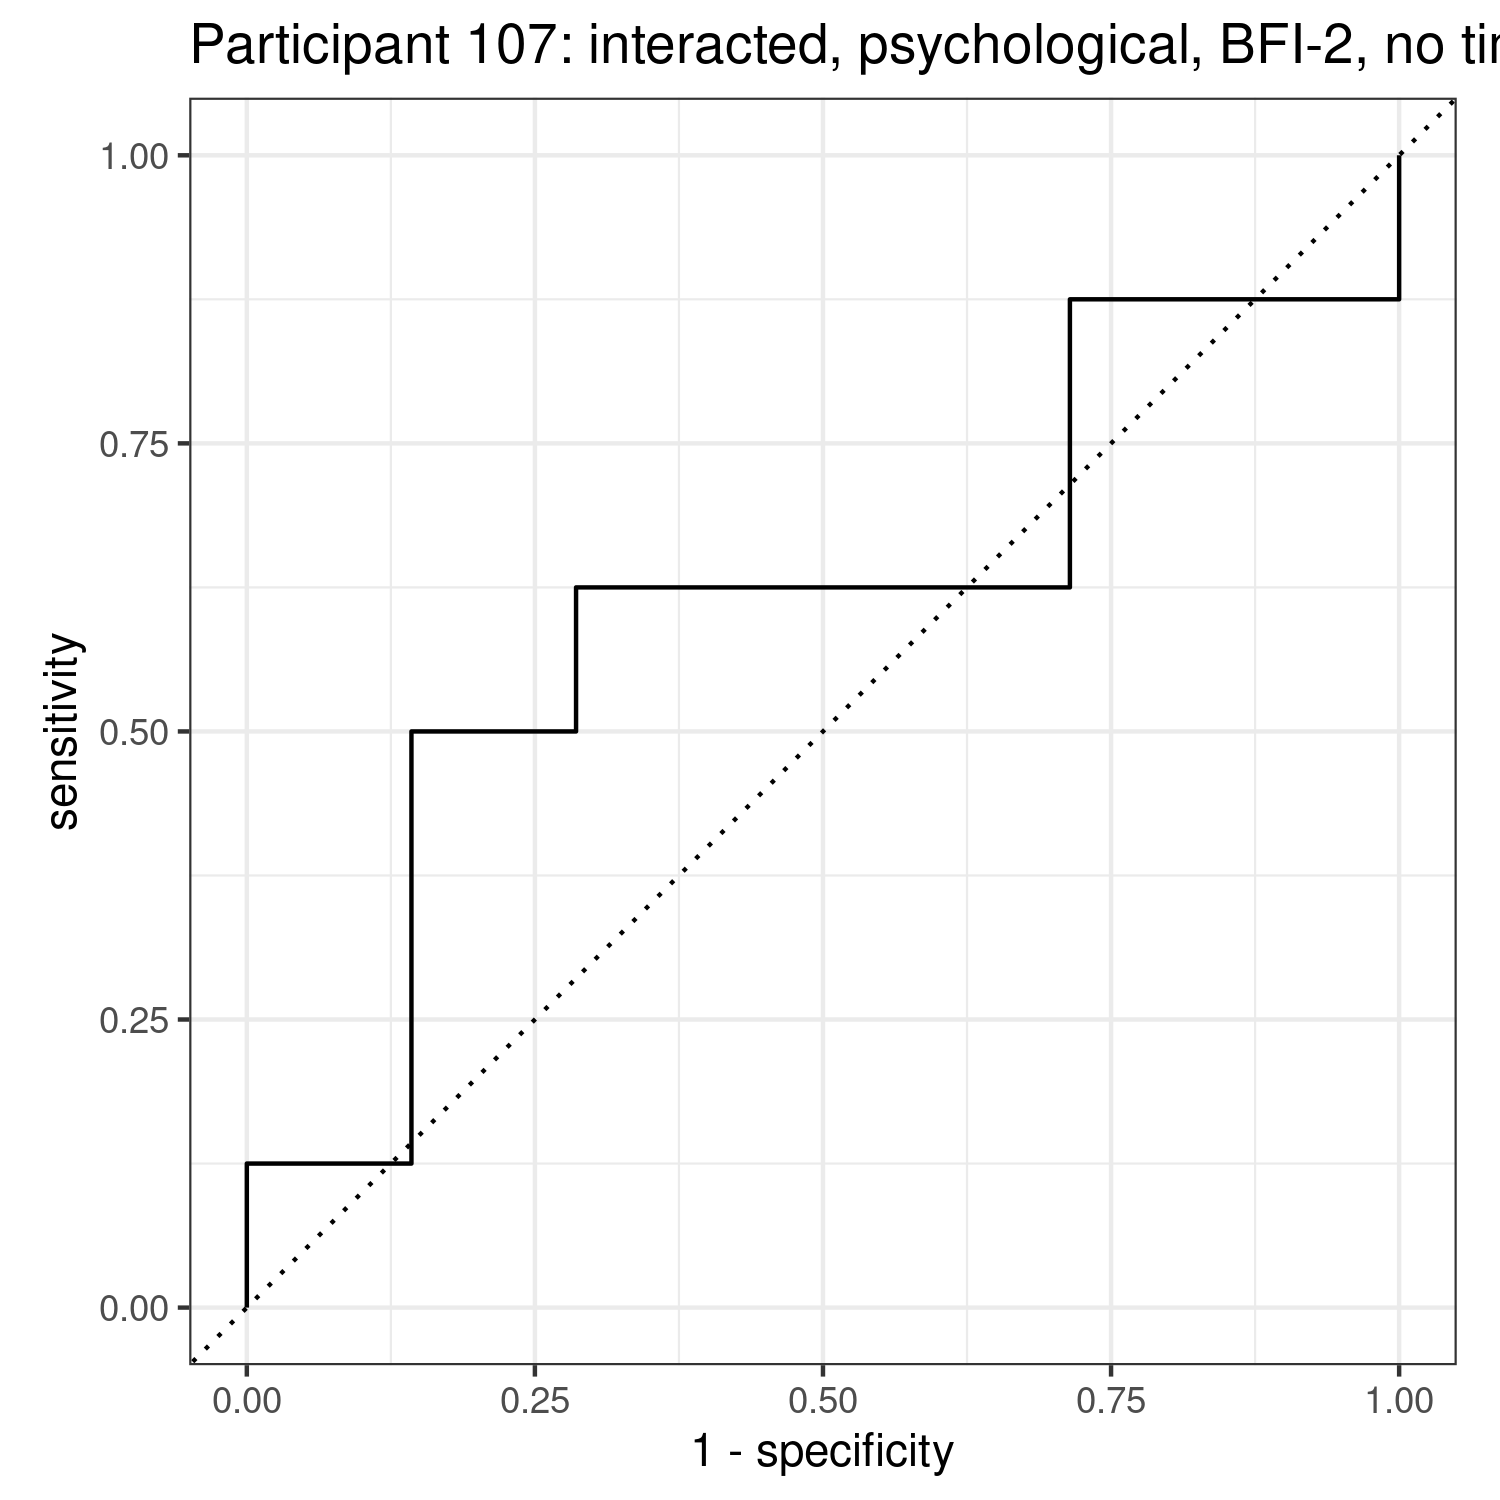 Participant 107: interacted, psychological, BFI-2, no
1.00
0.75
0.50
0.25
0.00
sensitivity
0.00 0.25 0.50 0.75 1.00
1 - specificity